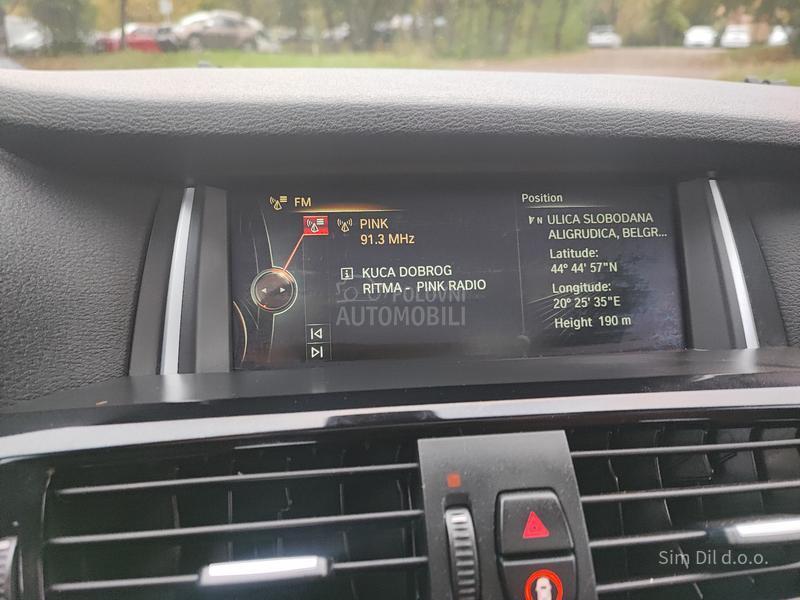 FM
PINK
91.3 MHz
KUCA DOBROG
RITMA - PINK RADIO
Position
N ULICA SLOBODANA
ALIGRUDICA, BELGR...
Latitude:
44° 44' 57"N
Longitude:
20° 25' 35"E
Height 190 m
POLOVNI
AUTOMOBILI
Sim Dil d.o.o.